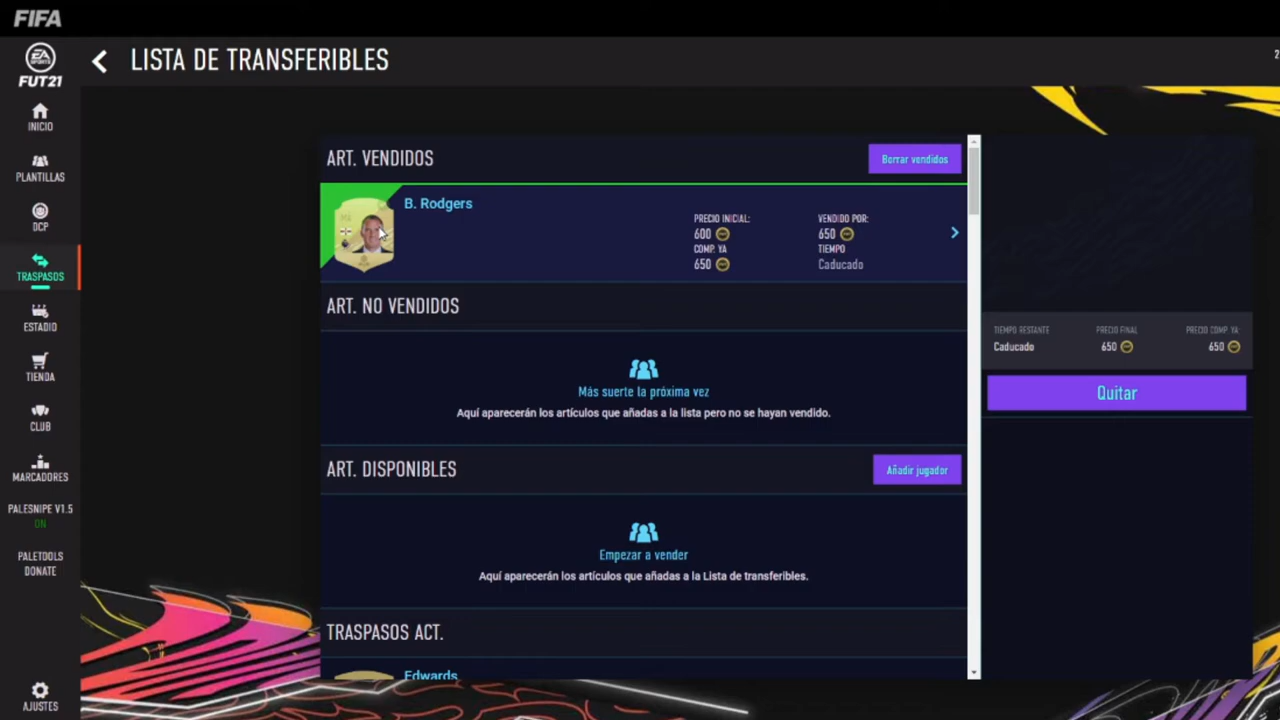 FIFA
EA SPORTS
FUT21
LISTA DE TRANSFERIBLES
2
INICIO
PLANTILLAS
DCP
TRASPASOS
ESTADIO
TIENDA
CLUB
MARCADORES
PALESNIPE V1.5
ON
PALETOOLS
DONATE
AJUSTES
ART. VENDIDOS
Borrar vendidos
B. Rodgers
PRECIO INICIAL:
600
COMP. YA
650
VENDIDO POR:
650
TIEMPO
Caducado
ART. NO VENDIDOS
Más suerte la próxima vez
Aquí aparecerán los artículos que añadas a la lista pero no se hayan vendido.
ART. DISPONIBLES
Añadir jugador
Empezar a vender
Aquí aparecerán los artículos que añadas a la Lista de transferibles.
TRASPASOS ACT.
Edwards
TIEMPO RESTANTE
Caducado
PRECIO FINAL
650
PRECIO COMP. YA:
650
Quitar